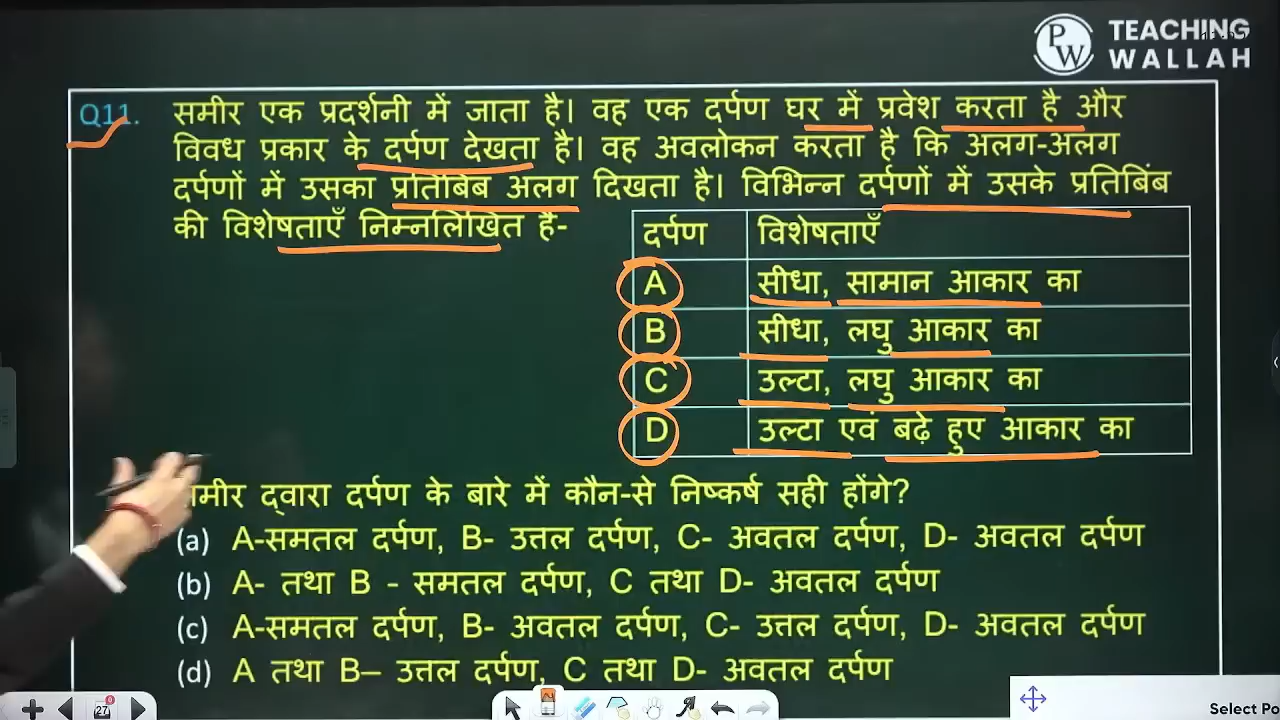 TEACHING
PW WALLAH
Q11. समीर एक प्रदर्शनी में जाता है। वह एक दर्पण घर में प्रवेश करता है और
विवध प्रकार के दर्पण देखता है। वह अवलोकन करता है कि अलग-अलग
दर्पणों में उसका प्रतिबिंब अलग दिखता है। विभिन्न दर्पणों में उसके प्रतिबिंब
की विशेषताएँ निम्नलिखित हैं-
दर्पण विशेषताएँ
A सीधा, सामान आकार का
B सीधा, लघु आकार का
C उल्टा, लघु आकार का
D उल्टा एवं बढ़े हुए आकार का
द्वारा दर्पण के बारे में कौन-से निष्कर्ष सही होंगे?
(a) A-समतल दर्पण, B- उत्तल दर्पण, C- अवतल दर्पण, D- अवतल दर्पण
(b) A- तथा B - समतल दर्पण, C तथा D- अवतल दर्पण
(c) A-समतल दर्पण, B- अवतल दर्पण, C- उत्तल दर्पण, D- अवतल दर्पण
(d) A तथा B– उत्तल दर्पण, C तथा D- अवतल दर्पण
27
Select